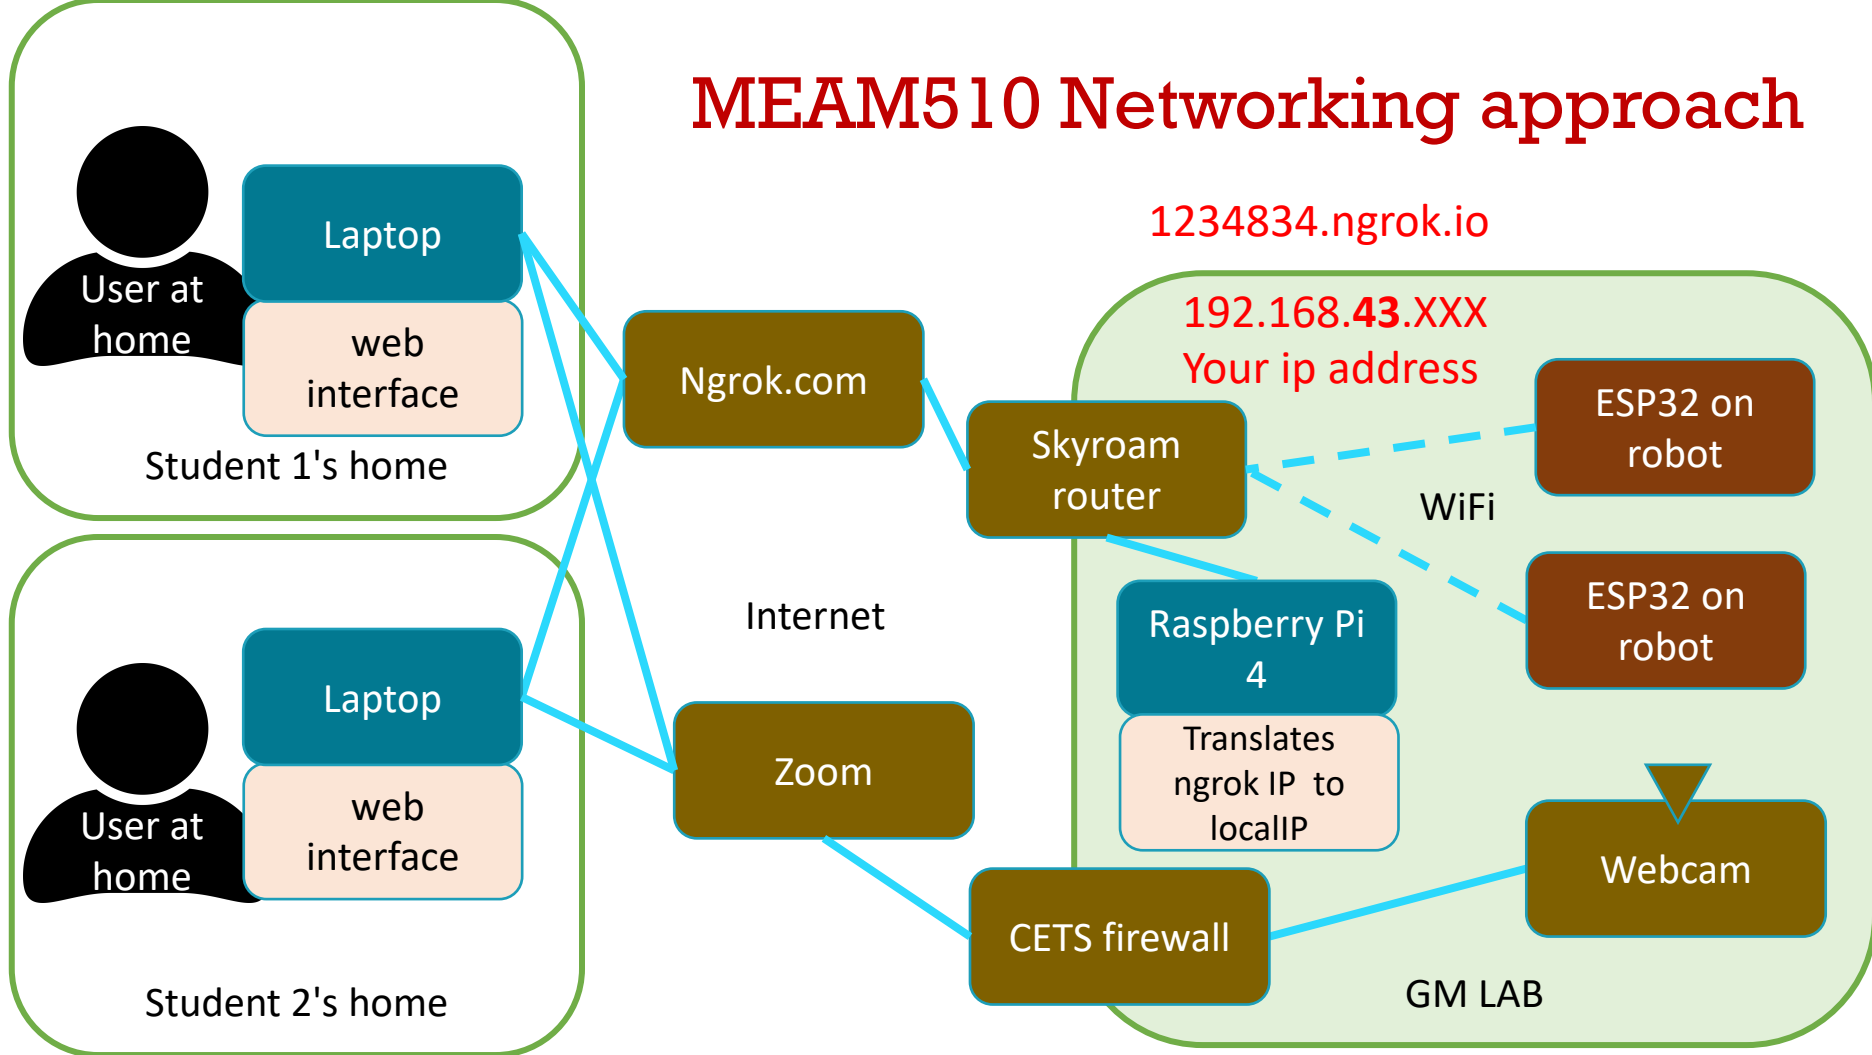 MEAM510 Networking approach
User at
home
Laptop
web
interface
Student 1's home
User at
home
Laptop
web
interface
Student 2's home
Ngrok.com
Internet
Zoom
1234834.ngrok.io
192.168.43.XXX
Your ip address
Skyroam
router
ESP32 on
robot
WiFi
ESP32 on
robot
Raspberry Pi
4
Translates
ngrok IP  to
localIP
CETS firewall
Webcam
GM LAB